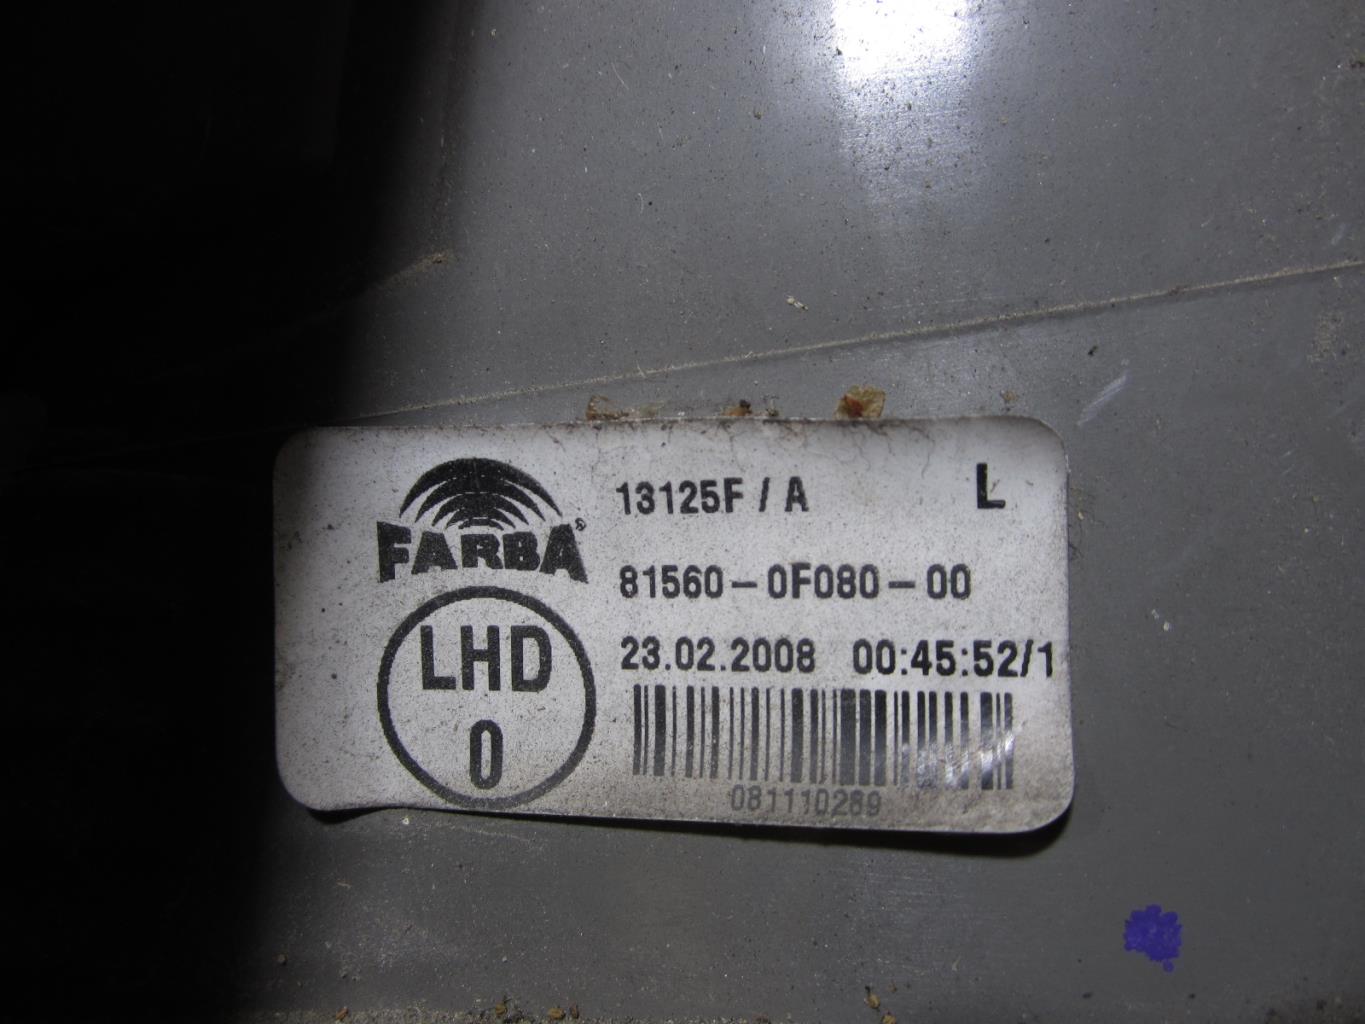 FARBA®
13125F / A L
81560-0F080-00
LHD
0
23.02.2008 00:45:52/1
081110289